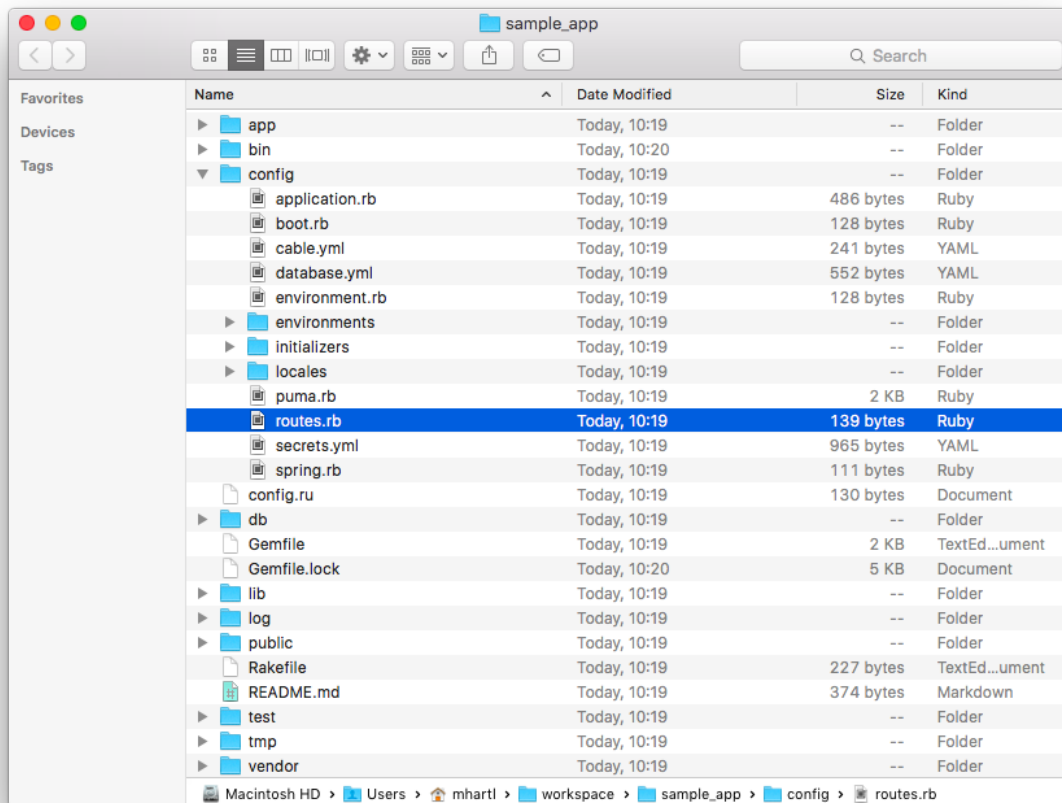 sample_app
Search
Favorites
Devices
Tags
Name Date Modified Size Kind
app Today, 10:19 -- Folder
bin Today, 10:20 -- Folder
config Today, 10:19 -- Folder
application.rb Today, 10:19 486 bytes Ruby
boot.rb Today, 10:19 128 bytes Ruby
cable.yml Today, 10:19 241 bytes YAML
database.yml Today, 10:19 552 bytes YAML
environment.rb Today, 10:19 128 bytes Ruby
environments Today, 10:19 -- Folder
initializers Today, 10:19 -- Folder
locales Today, 10:19 -- Folder
puma.rb Today, 10:19 2 KB Ruby
routes.rb Today, 10:19 139 bytes Ruby
secrets.yml Today, 10:19 965 bytes YAML
spring.rb Today, 10:19 111 bytes Ruby
config.ru Today, 10:19 130 bytes Document
db Today, 10:19 -- Folder
Gemfile Today, 10:19 2 KB TextEd...ument
Gemfile.lock Today, 10:20 5 KB Document
lib Today, 10:19 -- Folder
log Today, 10:19 -- Folder
public Today, 10:19 -- Folder
Rakefile Today, 10:19 227 bytes TextEd...ument
README.md Today, 10:19 374 bytes Markdown
test Today, 10:19 -- Folder
tmp Today, 10:19 -- Folder
vendor Today, 10:19 -- Folder
Macintosh HD › Users › mhartl › workspace › sample_app › config › routes.rb